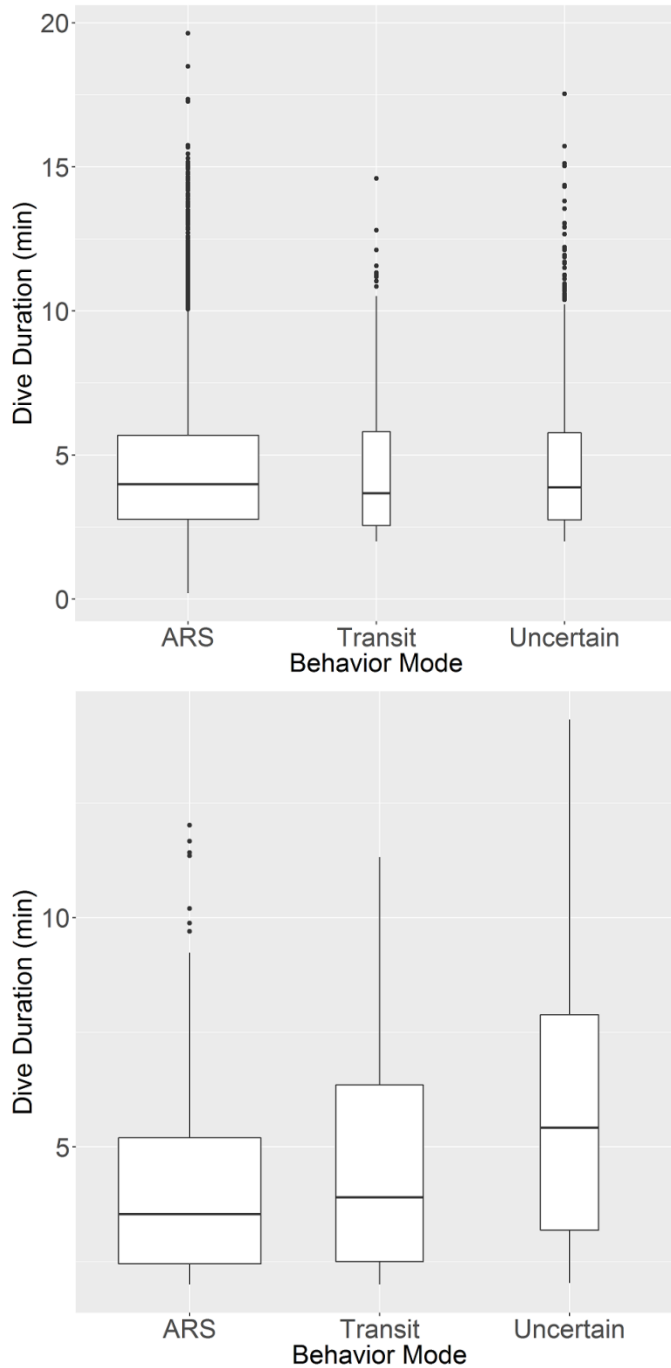 20
15
Dive Duration (min)
10
5
0
ARS Transit Uncertain
Behavior Mode
10
Dive Duration (min)
5
ARS Transit Uncertain
Behavior Mode